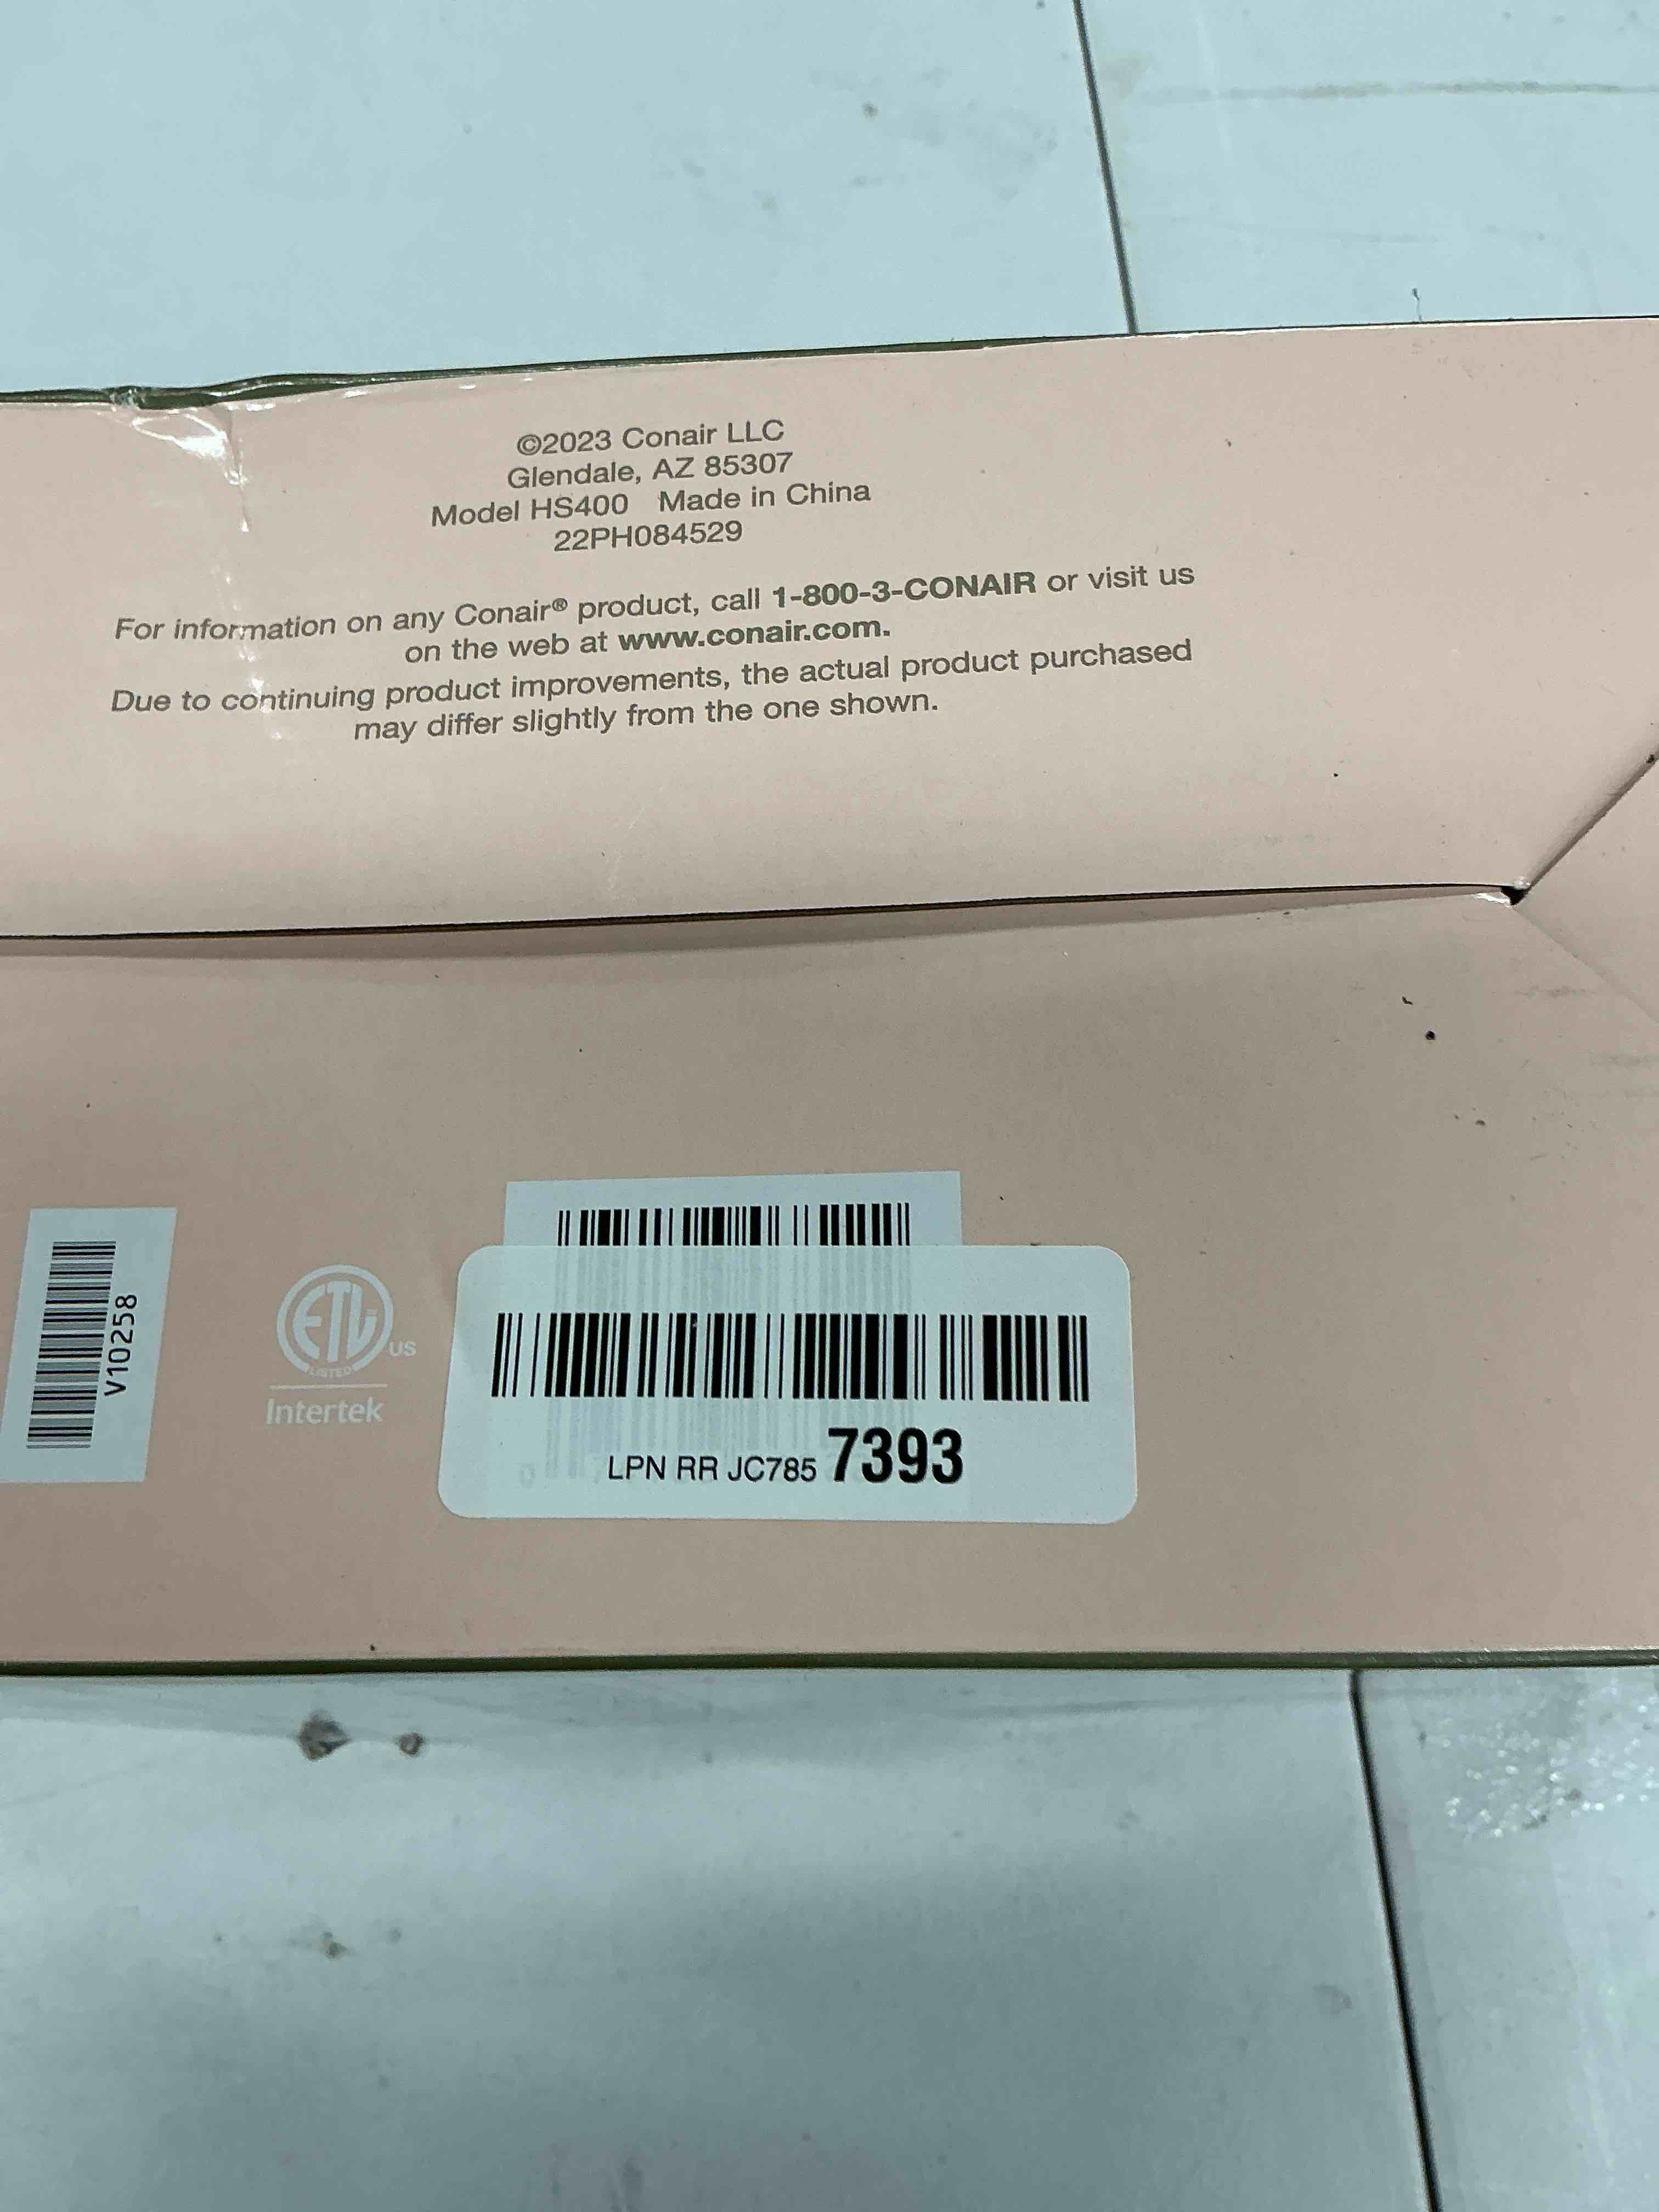 ©2023 Conair LLC
Glendale, AZ 85307
Model HS400 Made in China
22PH084529
For information on any Conair® product, call 1-800-3-CONAIR or visit us
on the web at www.conair.com.
Due to continuing product improvements, the actual product purchased
may differ slightly from the one shown.
V10258
ETL
LISTED
US
Intertek
LPN RR JC785 7393